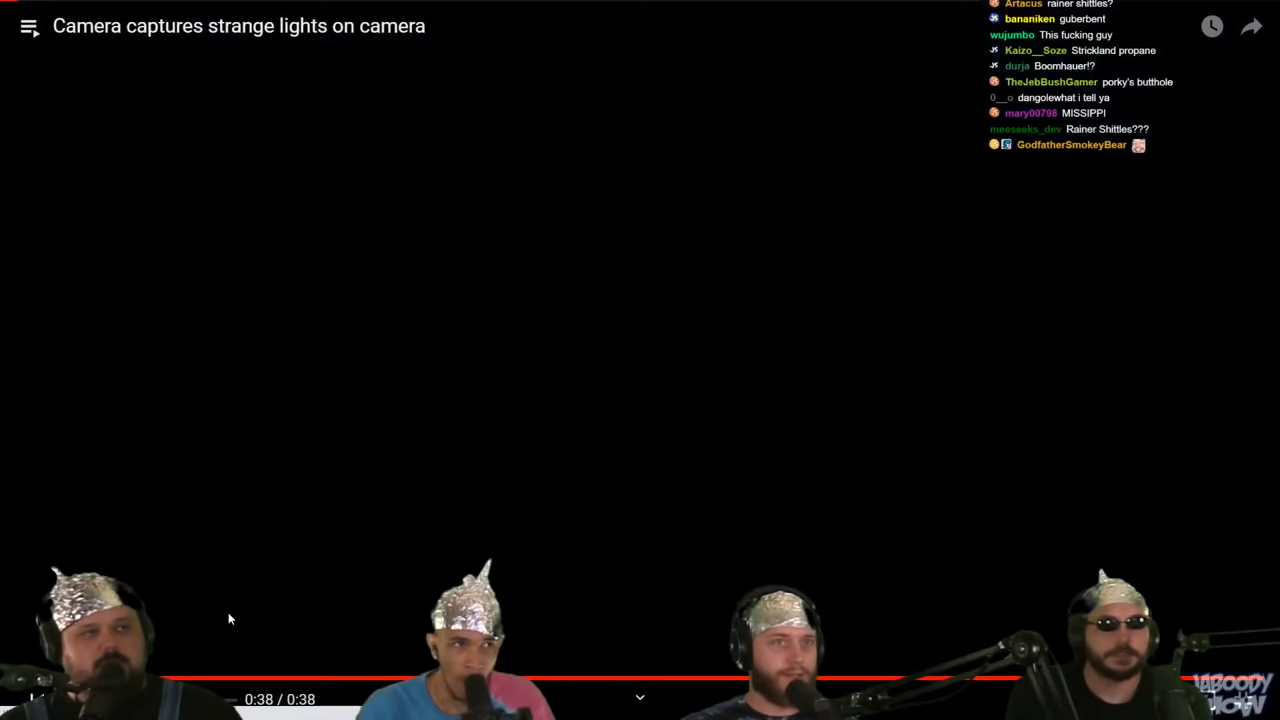 Camera captures strange lights on camera
Artacus rainer shittles?
bananiken guberbent
wujumbo This fucking guy
Kaizo__Soze Strickland propane
durja Boomhauer!?
TheJebBushGamer porky's butthole
0__o dangolewhat i tell ya
mary00798 MISSIPPI
meeseeks_dev Rainer Shittles???
GodfatherSmokeyBear
0:38 / 0:38